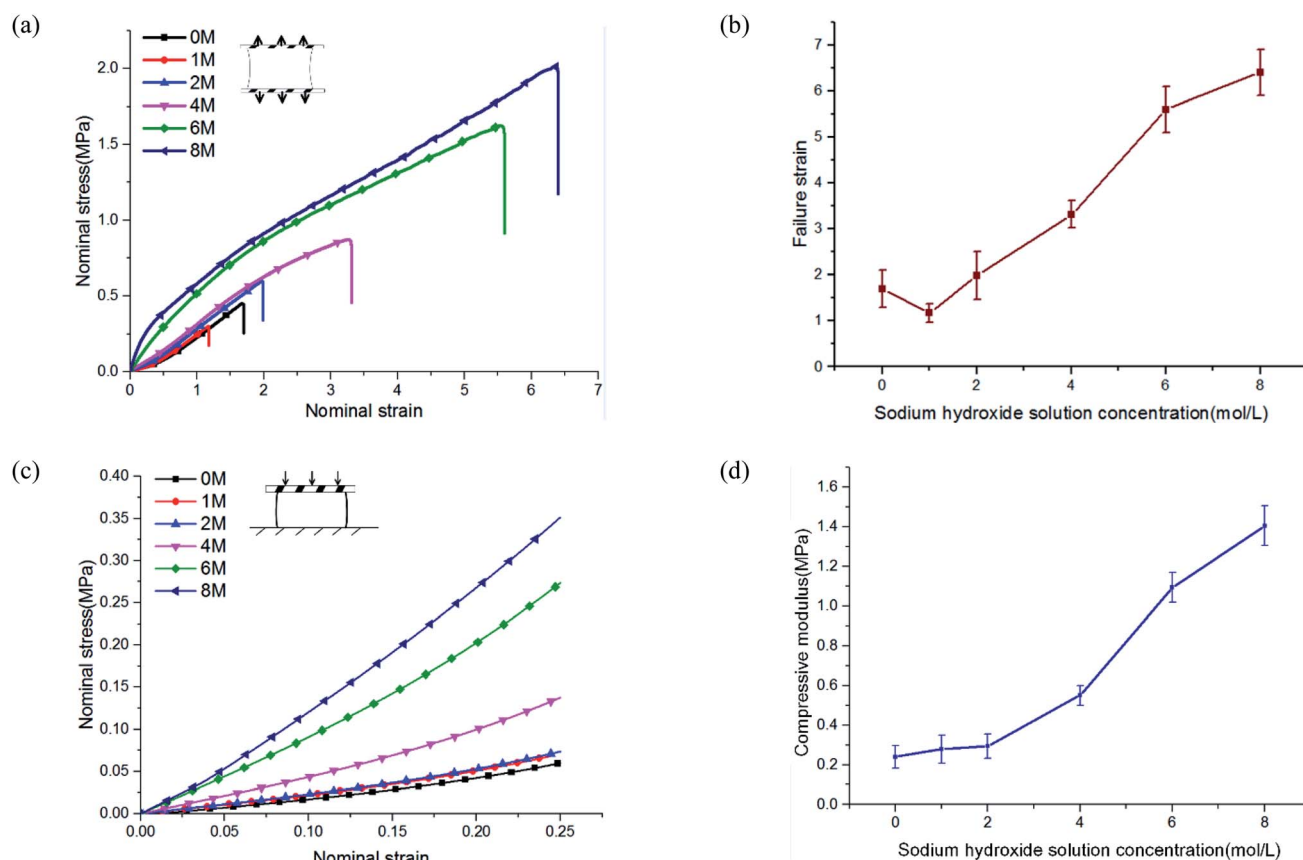 (a)
0M
1M
2M
4M
6M
8M
2.0
1.5
1.0
0.5
0.0
Nominal stress(MPa)
0 1 2 3 4 5 6 7
Nominal strain
(b)
7
6
5
4
3
2
1
0
Failure strain
0 2 4 6 8
Sodium hydroxide solution concentration(mol/L)
(c)
0M
1M
2M
4M
6M
8M
0.40
0.35
0.30
0.25
0.20
0.15
0.10
0.05
0.00
Nominal stress(MPa)
0.00 0.05 0.10 0.15 0.20 0.25
Nominal strain
(d)
1.6
1.4
1.2
1.0
0.8
0.6
0.4
0.2
0.0
Compressive modulus(MPa)
0 2 4 6 8
Sodium hydroxide solution concentration(mol/L)